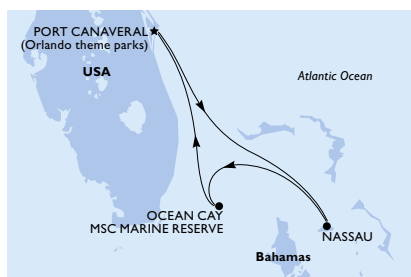 PORT CANAVERAL
(Orlando theme parks)
USA
Atlantic Ocean
OCEAN CAY
MSC MARINE RESERVE
NASSAU
Bahamas